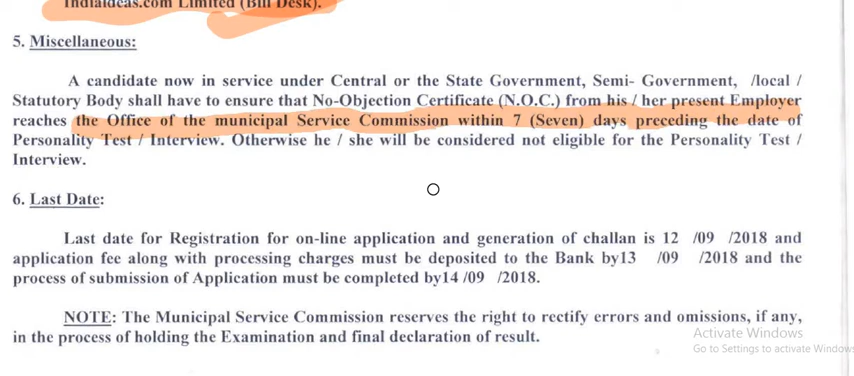 Indiaideas.com Limited (Bill Desk).
5. Miscellaneous:
A candidate now in service under Central or the State Government, Semi- Government, /local /
Statutory Body shall have to ensure that No-Objection Certificate (N.O.C.) from his / her present Employer
reaches the Office of the municipal Service Commission within 7 (Seven) days preceding the date of
Personality Test / Interview. Otherwise he / she will be considered not eligible for the Personality Test /
Interview.
6. Last Date:
Last date for Registration for on-line application and generation of challan is 12 /09 /2018 and
application fee along with processing charges must be deposited to the Bank by13 /09 /2018 and the
process of submission of Application must be completed by14 /09 /2018.
NOTE: The Municipal Service Commission reserves the right to rectify errors and omissions, if any,
in the process of holding the Examination and final declaration of result.
Activate Windows
Go to Settings to activate Windows